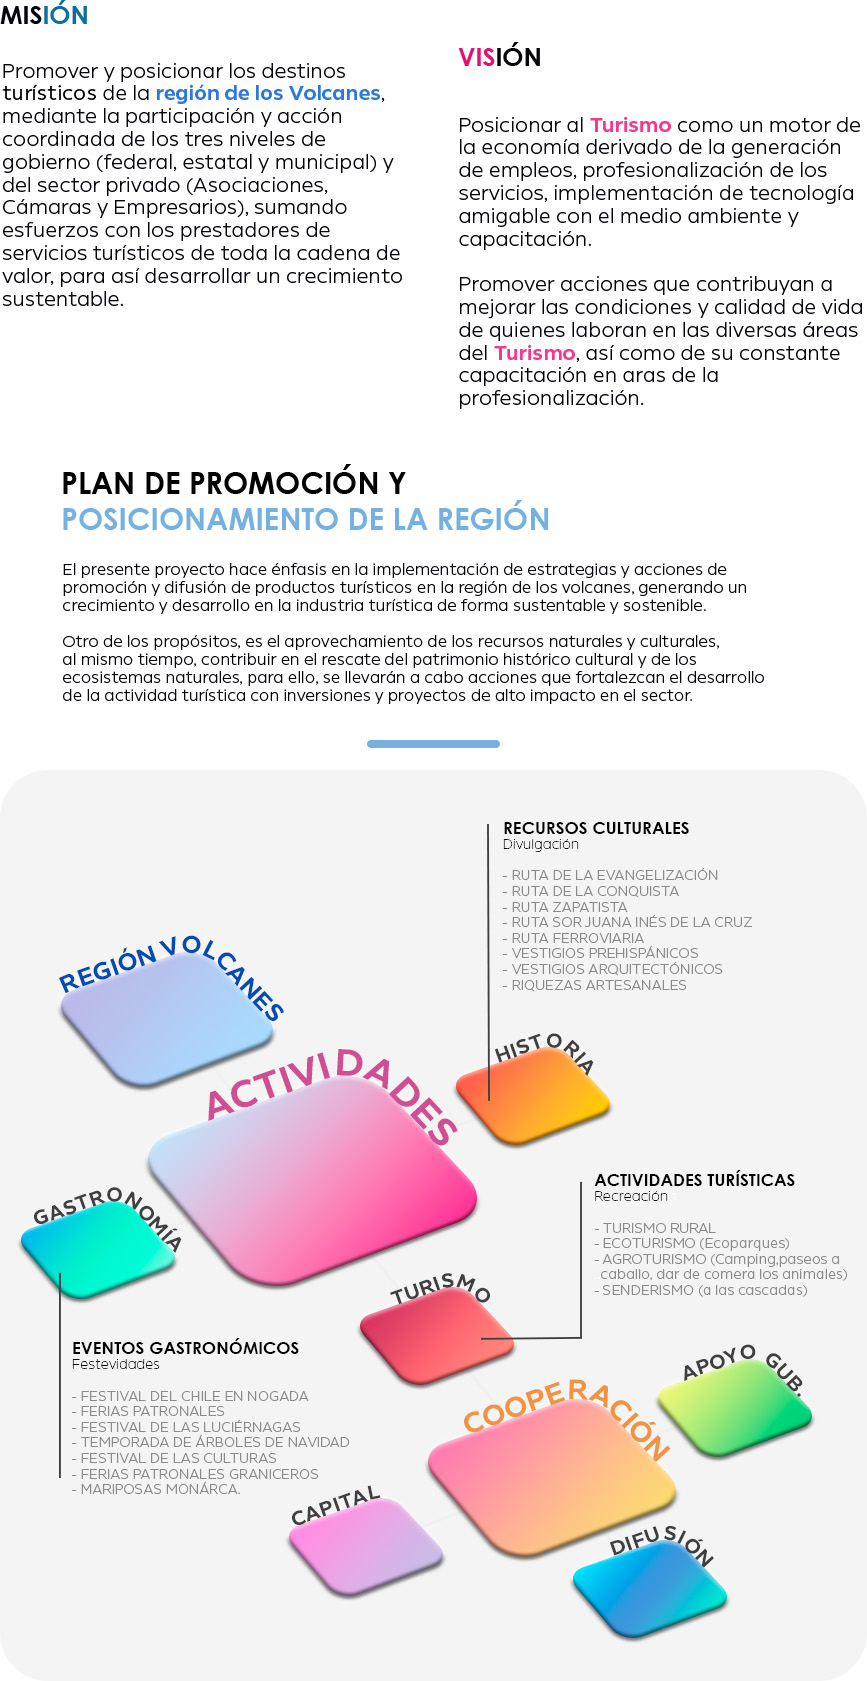 MISIÓN
Promover y posicionar los destinos
turísticos de la región de los Volcanes,
mediante la participación y acción
coordinada de los tres niveles de
gobierno (federal, estatal y municipal) y
del sector privado (Asociaciones,
Cámaras y Empresarios), sumando
esfuerzos con los prestadores de
servicios turísticos de toda la cadena de
valor, para así desarrollar un crecimiento
sustentable.
VISIÓN
Posicionar al Turismo como un motor de
la economía derivado de la generación
de empleos, profesionalización de los
servicios, implementación de tecnología
amigable con el medio ambiente y
capacitación.
Promover acciones que contribuyan a
mejorar las condiciones y calidad de vida
de quienes laboran en las diversas áreas
del Turismo, así como de su constante
capacitación en aras de la
profesionalización.
PLAN DE PROMOCIÓN Y
POSICIONAMIENTO DE LA REGIÓN
El presente proyecto hace énfasis en la implementación de estrategias y acciones de
promoción y difusión de productos turísticos en la región de los volcanes, generando un
crecimiento y desarrollo en la industria turística de forma sustentable y sostenible.
Otro de los propósitos, es el aprovechamiento de los recursos naturales y culturales,
al mismo tiempo, contribuir en el rescate del patrimonio histórico cultural y de los
ecosistemas naturales, para ello, se llevarán a cabo acciones que fortalezcan el desarrollo
de la actividad turística con inversiones y proyectos de alto impacto en el sector.
RECURSOS CULTURALES
Divulgación
- RUTA DE LA EVANGELIZACIÓN
- RUTA DE LA CONQUISTA
- RUTA ZAPATISTA
- RUTA SOR JUANA INÉS DE LA CRUZ
- RUTA FERROVIARIA
- VESTIGIOS PREHISPÁNICOS
- VESTIGIOS ARQUITECTÓNICOS
- RIQUEZAS ARTESANALES
REGIÓN VOLCANES
HISTORIA
ACTIVIDADES
GASTRONOMÍA
ACTIVIDADES TURÍSTICAS
Recreación
- TURISMO RURAL
- ECOTURISMO (Ecoparques)
- AGROTURISMO (Camping,paseos a
caballo, dar de comera los animales)
- SENDERISMO (a las cascadas)
TURISMO
EVENTOS GASTRONÓMICOS
Festevidades
- FESTIVAL DEL CHILE EN NOGADA
- FERIAS PATRONALES
- FESTIVAL DE LAS LUCIÉRNAGAS
- TEMPORADA DE ÁRBOLES DE NAVIDAD
- FESTIVAL DE LAS CULTURAS
- FERIAS PATRONALES GRANICEROS
- MARIPOSAS MONÁRCA.
APOYO GUB.
COOPERACIÓN
CAPITAL
DIFUSIÓN